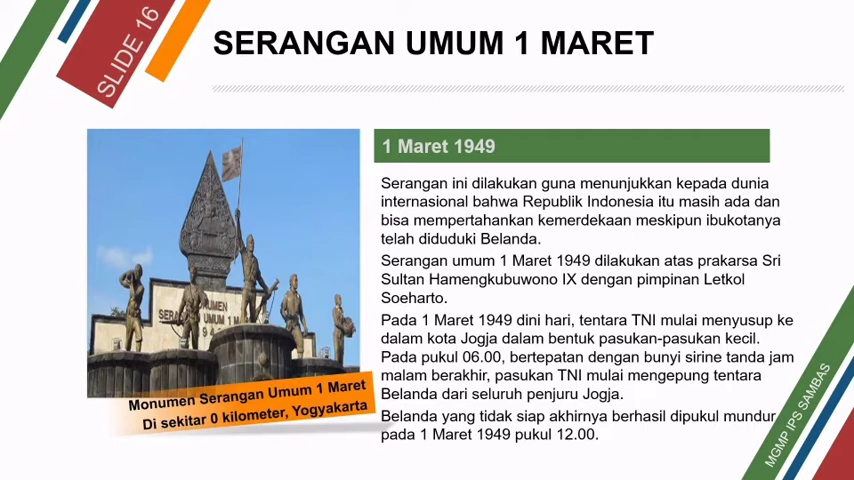 SLIDE 16
SERANGAN UMUM 1 MARET
1 Maret 1949
Serangan ini dilakukan guna menunjukkan kepada dunia
internasional bahwa Republik Indonesia itu masih ada dan
bisa mempertahankan kemerdekaan meskipun ibukotanya
telah diduduki Belanda.
Serangan umum 1 Maret 1949 dilakukan atas prakarsa Sri
Sultan Hamengkubuwono IX dengan pimpinan Letkol
Soeharto.
Pada 1 Maret 1949 dini hari, tentara TNI mulai menyusup ke
dalam kota Jogja dalam bentuk pasukan-pasukan kecil.
Pada pukul 06.00, bertepatan dengan bunyi sirine tanda jam
malam berakhir, pasukan TNI mulai mengepung tentara
Belanda dari seluruh penjuru Jogja.
Belanda yang tidak siap akhirnya berhasil dipukul mundur
pada 1 Maret 1949 pukul 12.00.
UMUM 1
Monumen Serangan Umum 1 Maret
Di sekitar 0 kilometer, Yogyakarta
MGMP IPS SAMBAS